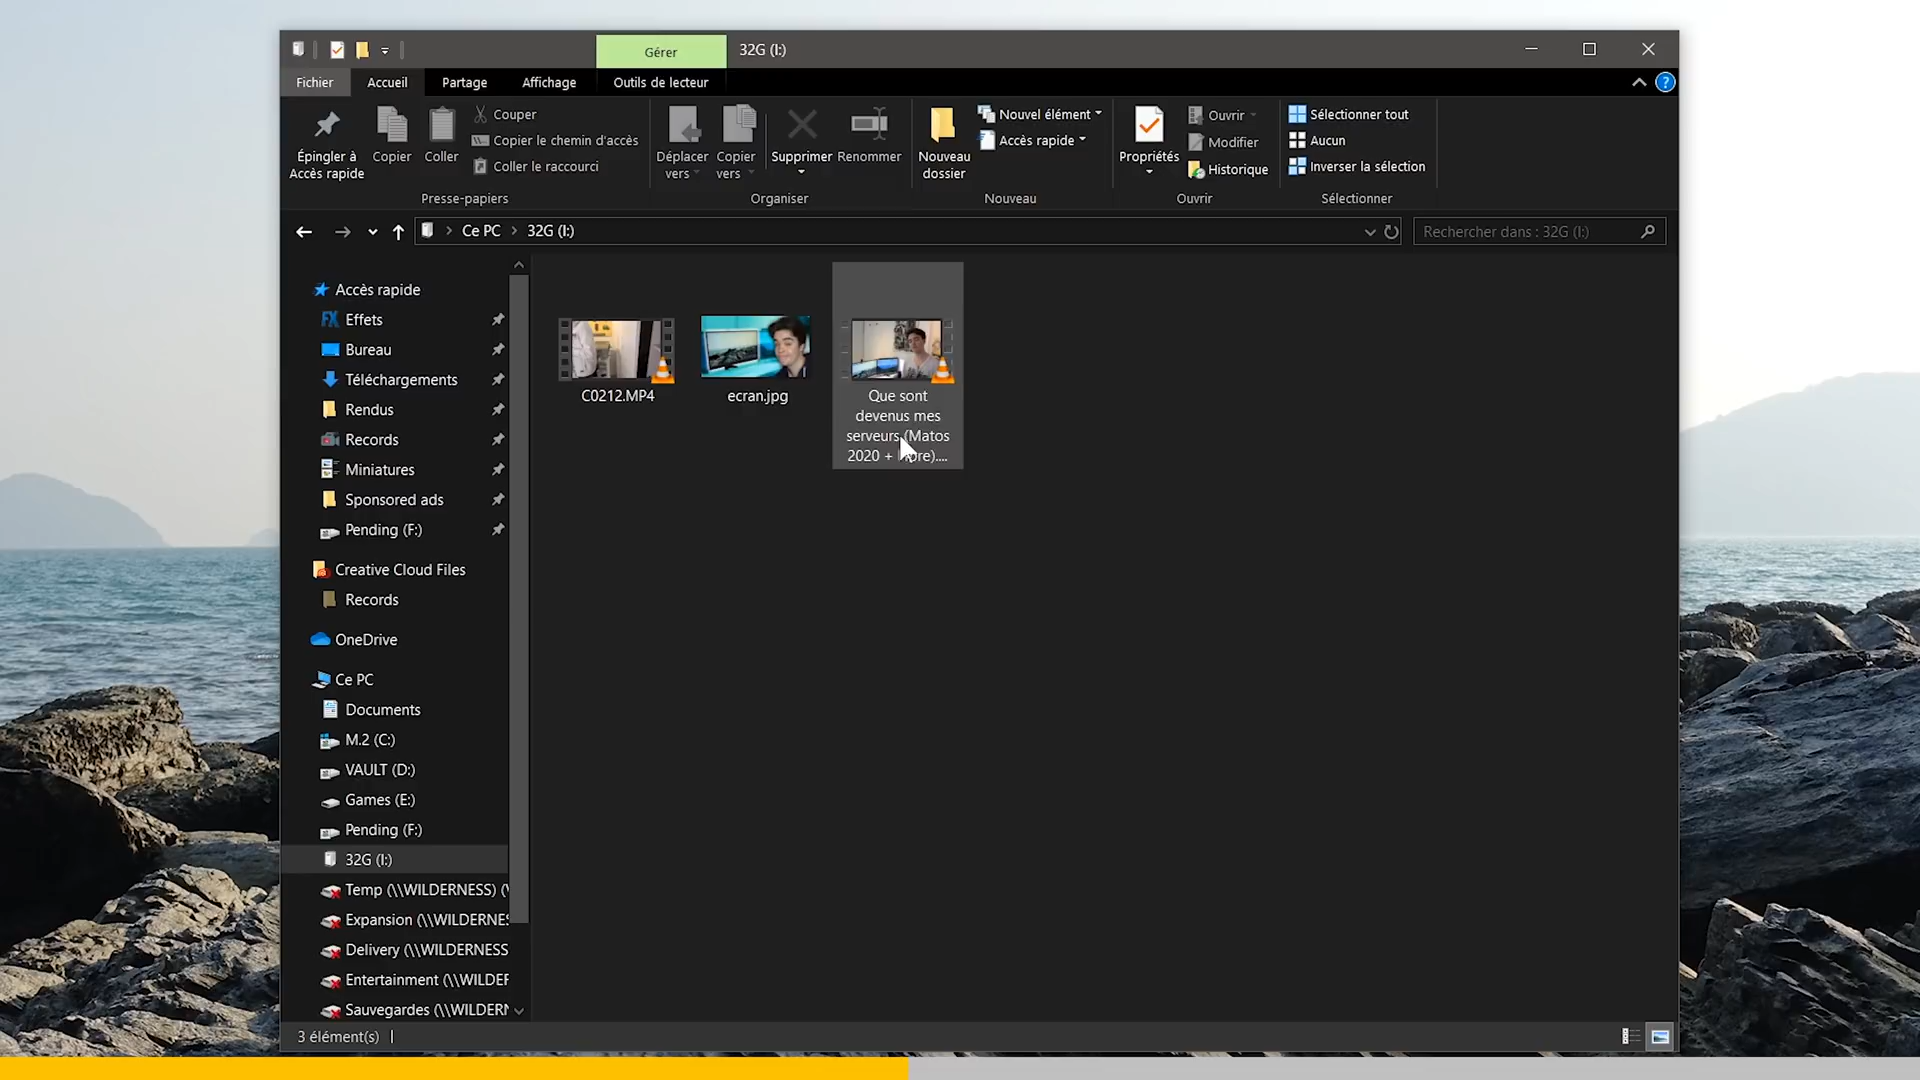 Gérer
32G (I:)
Fichier
Accueil
Partage
Affichage
Outils de lecteur
?
Épingler à
Accès rapide
Copier
Coller
Couper
Copier le chemin d'accès
Coller le raccourci
Presse-papiers
Déplacer
vers
Copier
vers
Supprimer
Renommer
Organiser
Nouveau
dossier
Nouvel élément
Accès rapide
Nouveau
Propriétés
Ouvrir
Modifier
Historique
Ouvrir
Sélectionner tout
Aucun
Inverser la sélection
Sélectionner
Ce PC
32G (I:)
Rechercher dans : 32G (I:)
Accès rapide
FX
Effets
Bureau
Téléchargements
Rendus
Records
Miniatures
Sponsored ads
Pending (F:)
Creative Cloud Files
Records
OneDrive
Ce PC
Documents
M.2 (C:)
VAULT (D:)
Games (E:)
Pending (F:)
32G (I:)
Temp (\\WILDERNESS) (
Expansion (\\WILDERNES
Delivery (\\WILDERNESS
Entertainment (\\WILDER
Sauvegardes (\\WILDERN
C0212.MP4
ecran.jpg
Que sont
devenus mes
serveurs (Matos
2020 +
3 élément(s)